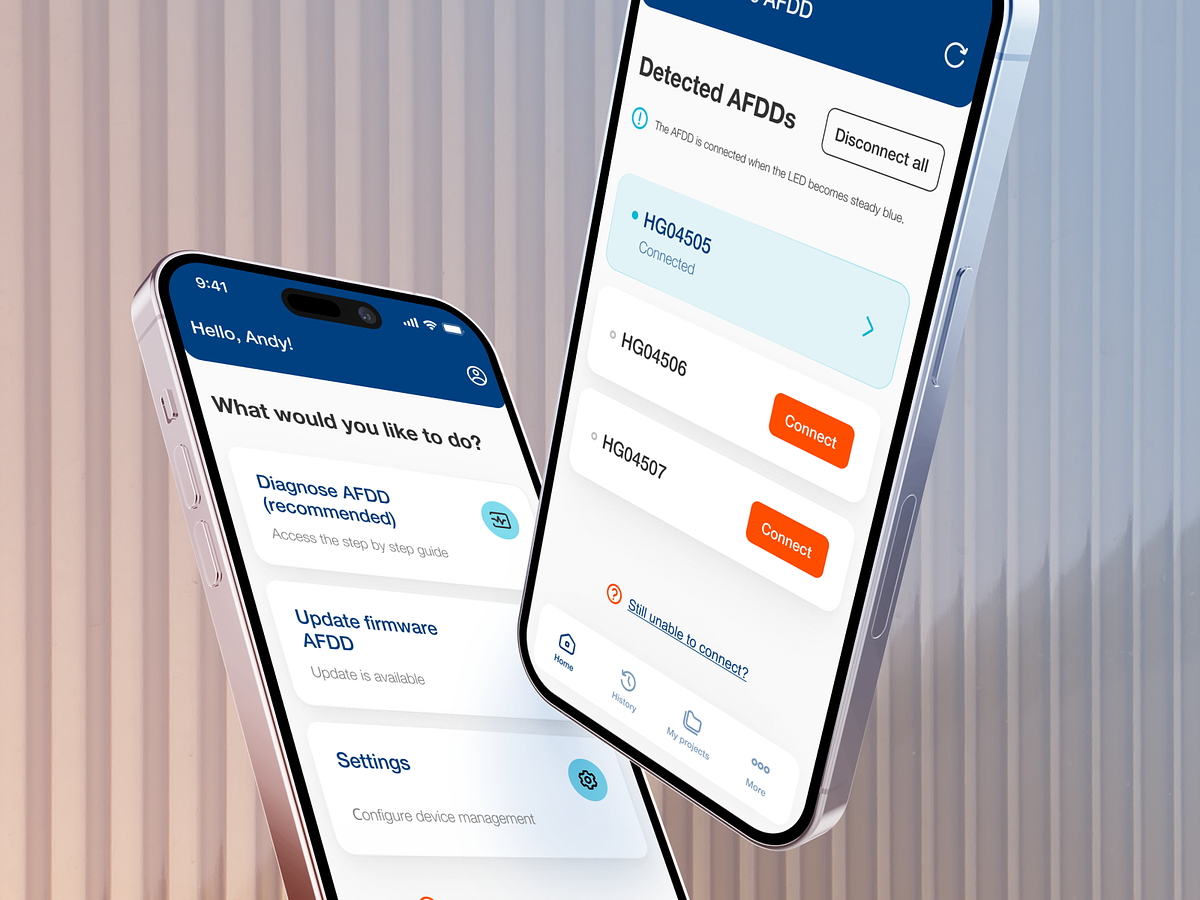 9:41
Hello, Andy!
What would you like to do?
Diagnose AFDD
(recommended)
Access the step by step guide
Update firmware
AFDD
Update is available
Settings
Configure device management
AFDD
Detected AFDDs
Disconnect all
The AFDD is connected when the LED becomes steady blue.
HG04505
Connected
HG04506
Connect
HG04507
Connect
Still unable to connect?
Home
History
My projects
More